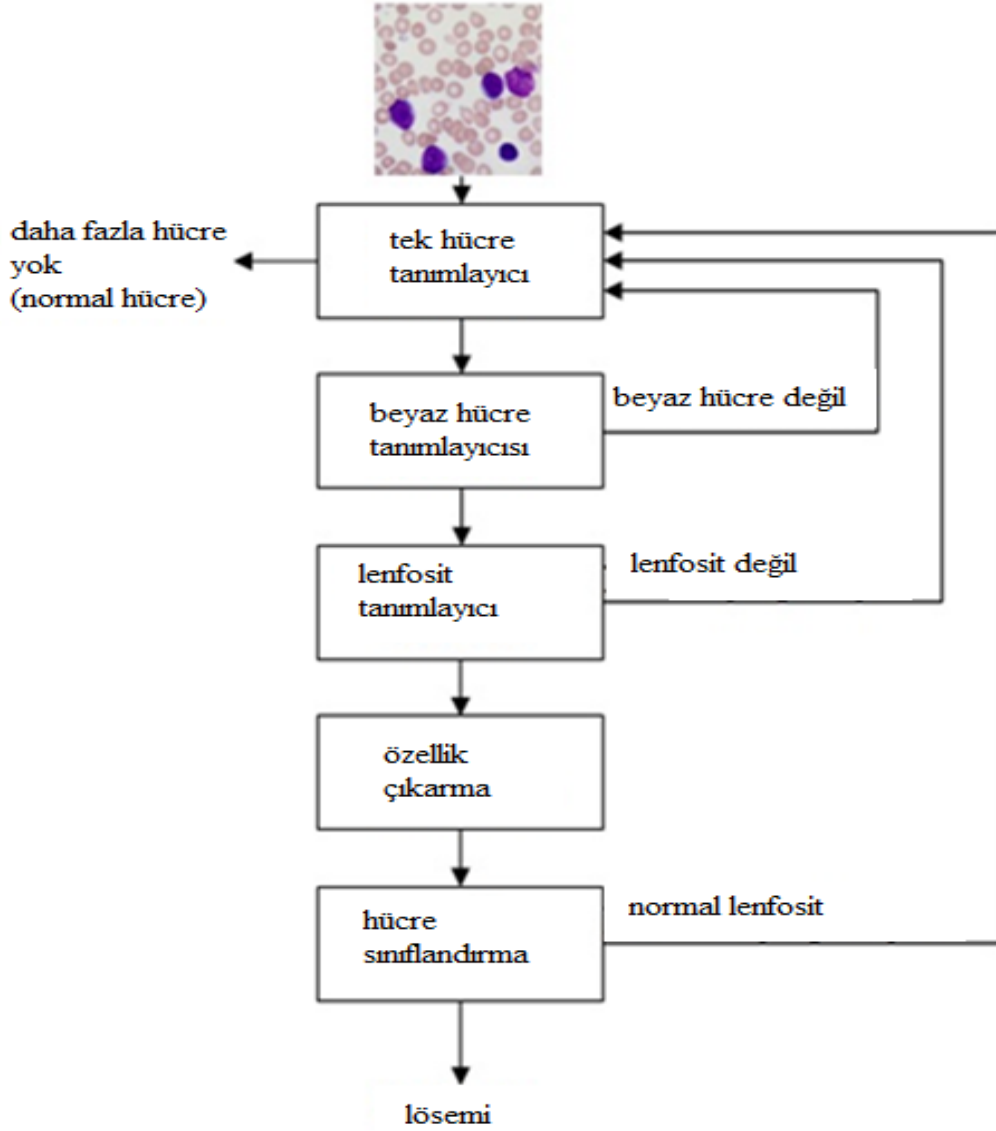 daha fazla hücre
yok
(normal hücre)
tek hücre
tanımlayıcı
beyaz hücre
tanımlayıcısı
beyaz hücre değil
lenfosit
tanımlayıcı
lenfosit değil
özellik
çıkarma
hücre
sınıflandırma
normal lenfosit
lösemi